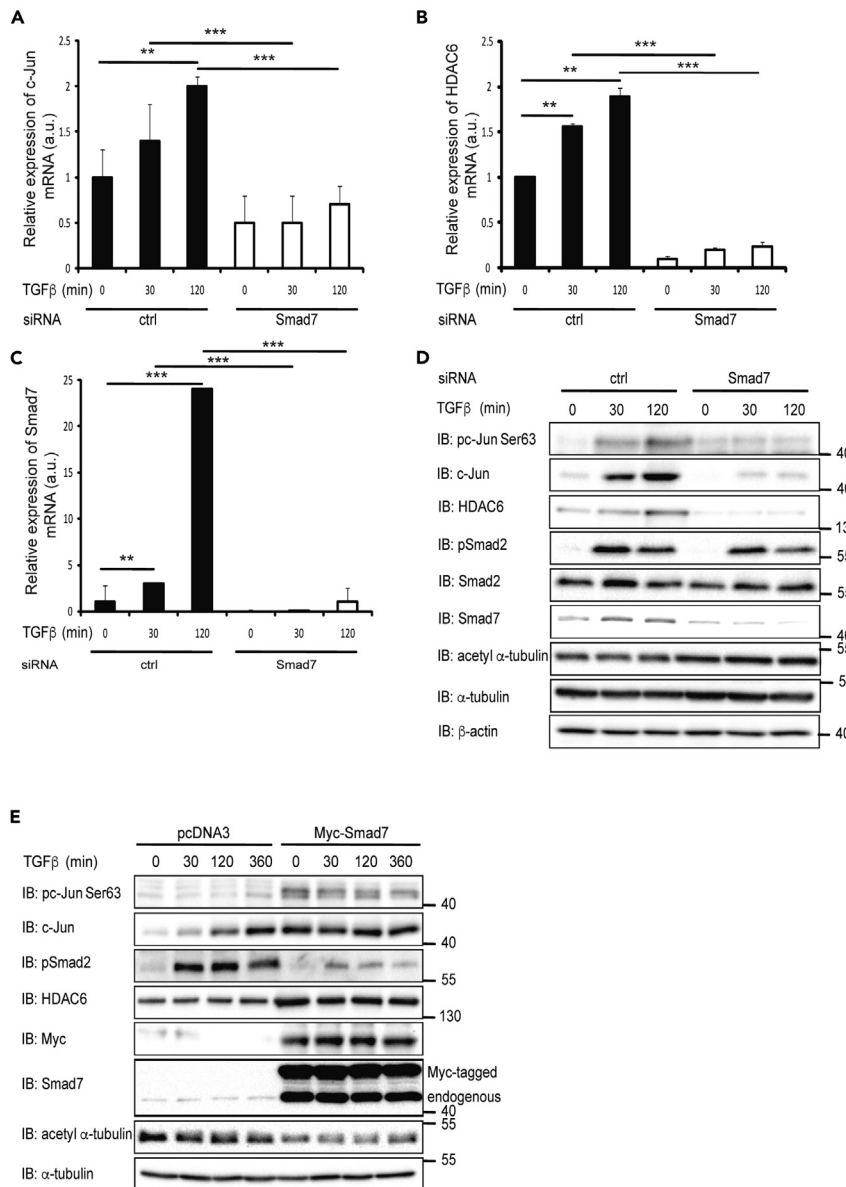 A
Relative expression of c-Jun
mRNA (a.u.)
2.5
2
1.5
1
0.5
0
**
***
***
TGFβ (min) 0 30 120 0 30 120
siRNA ctrl Smad7
B
Relative expression of HDAC6
mRNA (a.u.)
2.5
2
1.5
1
0.5
0
**
**
***
***
TGFβ (min) 0 30 120 0 30 120
siRNA ctrl Smad7
C
Relative expression of Smad7
mRNA (a.u.)
25
20
15
10
5
0
**
***
***
***
TGFβ (min) 0 30 120 0 30 120
siRNA ctrl Smad7
D
siRNA ctrl Smad7
TGFβ (min) 0 30 120 0 30 120
IB: pc-Jun Ser63 40
IB: c-Jun 40
IB: HDAC6
IB: pSmad2 55
IB: Smad2 55
IB: Smad7 40
IB: acetyl α-tubulin 55
IB: α-tubulin
IB: β-actin 40
E
pcDNA3 Myc-Smad7
TGFβ (min) 0 30 120 360 0 30 120 360
IB: pc-Jun Ser63 40
IB: c-Jun 40
IB: pSmad2 55
IB: HDAC6 130
IB: Myc
IB: Smad7 Myc-tagged
endogenous
40
IB: acetyl α-tubulin 55
IB: α-tubulin 55